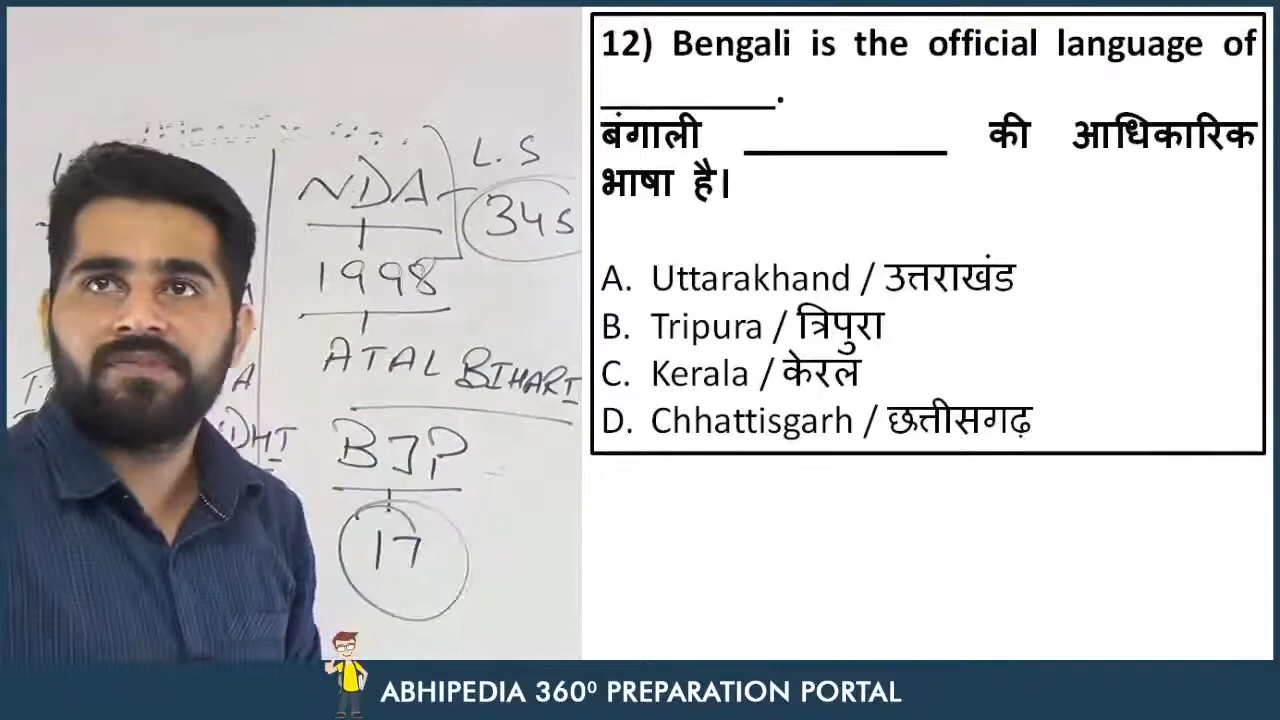 L.S
NDA
345
1998
ATAL BIHARI
BJP
17
12) Bengali is the official language of
_________.
बंगाली __________ की आधिकारिक
भाषा है।
A. Uttarakhand / उत्तराखंड
B. Tripura / त्रिपुरा
C. Kerala / केरल
D. Chhattisgarh / छत्तीसगढ़
ABHIPEDIA 360⁰ PREPARATION PORTAL